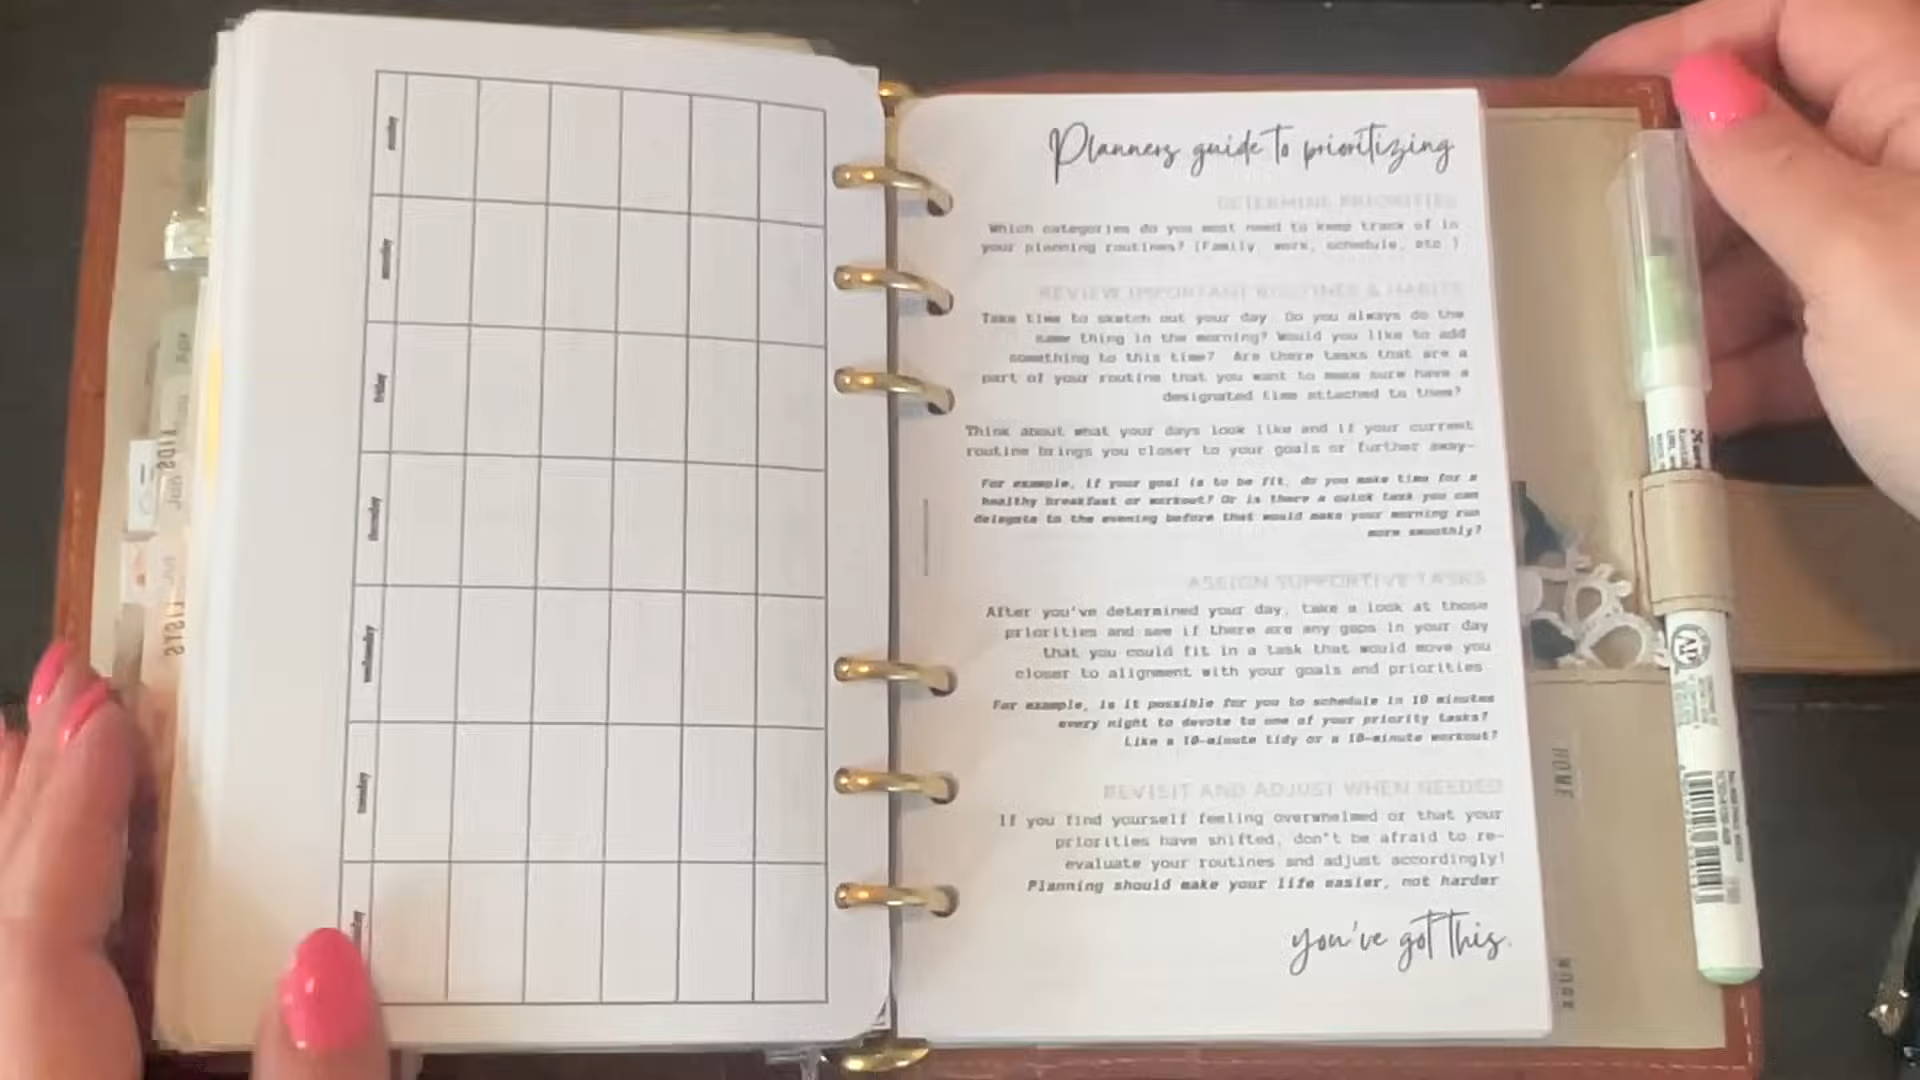 saturday
friday
thursday
wednesday
tuesday
KIDS
Jul
LISTS
Planners guide to prioritizing
DETERMINE PRIORITIES
Which categories do you most need to keep track of in
your planning routines? (Family, work, schedule, etc.)
REVIEW IMPORTANT ROUTINES & HABITS
Take time to sketch out your day. Do you always do the
same thing in the morning? Would you like to add
something to this time? Are there tasks that are a
part of your routine that you want to make sure have a
designated time attached to them?
Think about what your days look like and if your current
routine brings you closer to your goals or further away-
For example, if your goal is to be fit, do you make time for a
healthy breakfast or workout? Or is there a quick task you can
delegate to the evening before that would make your morning run
more smoothly?
ASSIGN SUPPORTIVE TASKS
After you've determined your day, take a look at those
priorities and see if there are any gaps in your day
that you could fit in a task that would move you
closer to alignment with your goals and priorities
For example, is it possible for you to schedule in 10 minutes
every night to devote to one of your priority tasks?
Like a 10-minute tidy or a 10-minute workout?
REVISIT AND ADJUST WHEN NEEDED
If you find yourself feeling overwhelmed or that your
priorities have shifted, don't be afraid to re-
evaluate your routines and adjust accordingly!
Planning should make your life easier, not harder
you've got this.
HOME
WORK